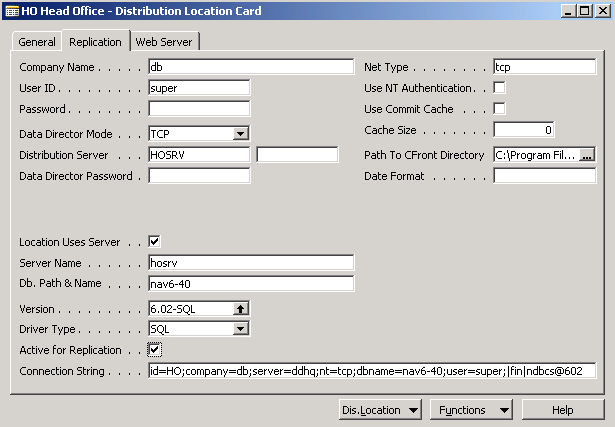 HO Head Office - Distribution Location Card
General Replication Web Server
Company Name . . . . . . db Net Type . . . . . . . . tcp
User ID . . . . . . . . . . super Use NT Authentication. .
Password . . . . . . . . . Use Commit Cache . . .
Data Director Mode . . . TCP Cache Size . . . . . . . 0
Distribution Server . . . . HOSRV Path To CFront Directory C:\Program Fil... ...
Data Director Password . Date Format . . . . . .
Location Uses Server . .
Server Name . . . . . . . hosrv
Db. Path & Name . . . . . nav6-40
Version . . . . . . . . . . 6.02-SQL
Driver Type . . . . . . . . SQL
Active for Replication . .
Connection String . . . . id=HO;company=db;server=ddhq;nt=tcp;dbname=nav6-40;user=super;|fin|ndbcs@602
Dis.Location Functions Help